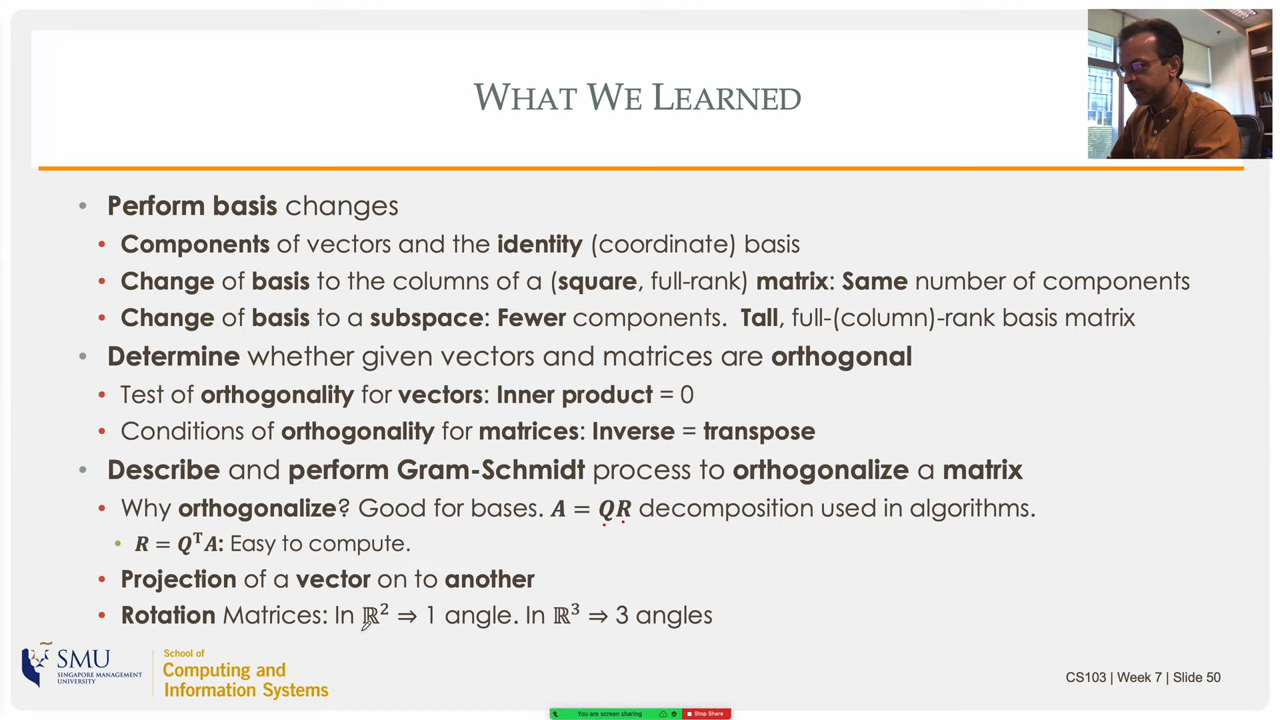 WHAT WE LEARNED
• Perform basis changes
• Components of vectors and the identity (coordinate) basis
• Change of basis to the columns of a (square, full-rank) matrix: Same number of components
• Change of basis to a subspace: Fewer components. Tall, full-(column)-rank basis matrix
• Determine whether given vectors and matrices are orthogonal
• Test of orthogonality for vectors: Inner product = 0
• Conditions of orthogonality for matrices: Inverse = transpose
• Describe and perform Gram-Schmidt process to orthogonalize a matrix
• Why orthogonalize? Good for bases. A = QR decomposition used in algorithms.
• R = QᵀA: Easy to compute.
• Projection of a vector on to another
• Rotation Matrices: In ℝ² ⇒ 1 angle. In ℝ³ ⇒ 3 angles
SMU
SINGAPORE MANAGEMENT
UNIVERSITY
School of
Computing and
Information Systems
CS103 | Week 7 | Slide 50
You are screen sharing
Stop Share